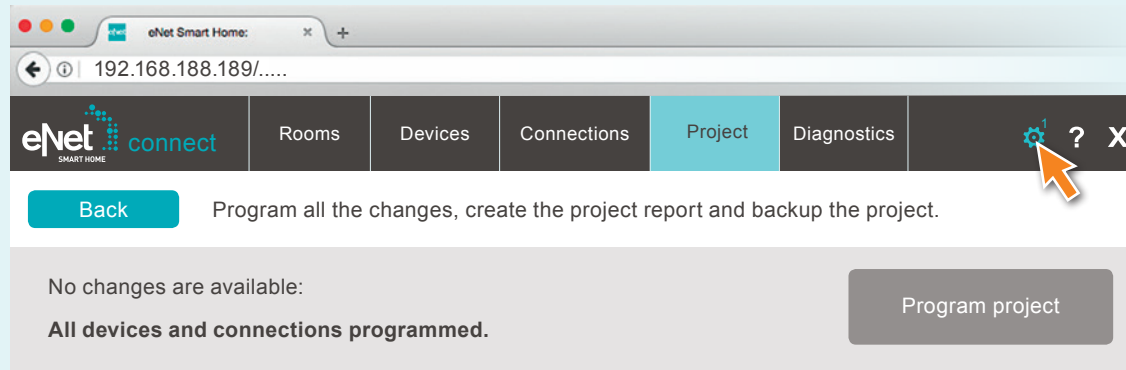 eNet eNet Smart Home: × +
192.168.188.189/.....
eNet SMART HOME connect Rooms Devices Connections Project Diagnostics 1 ? X
Back Program all the changes, create the project report and backup the project.
No changes are available:
All devices and connections programmed.
Program project